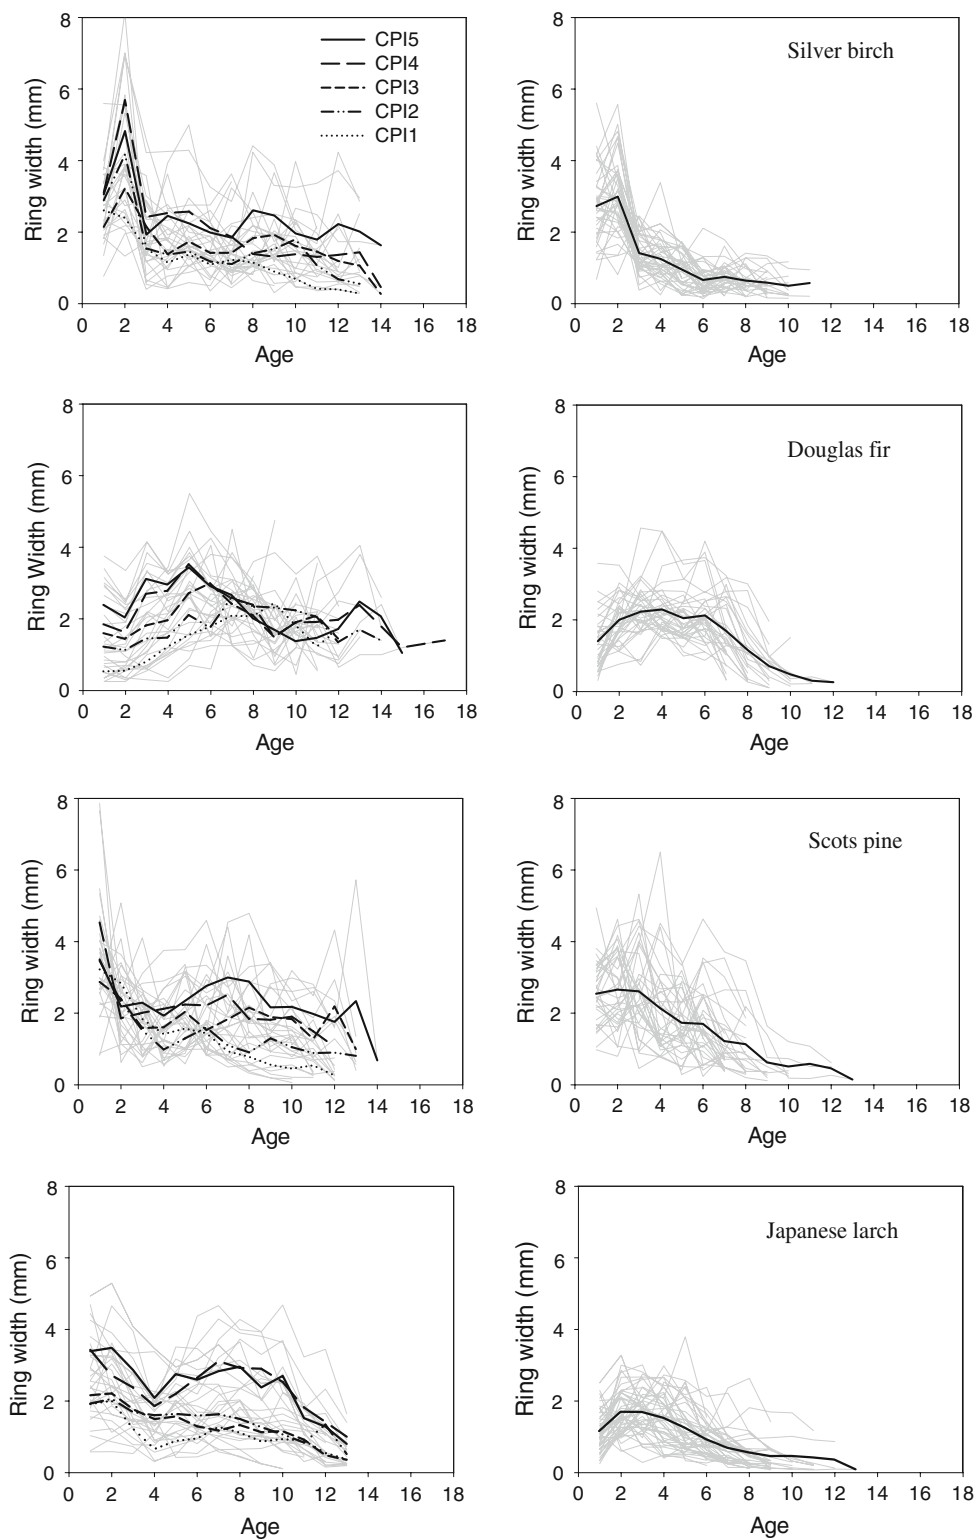 8
6
4
2
0
Ring width (mm)
CPI5
CPI4
CPI3
CPI2
CPI1
0 2 4 6 8 10 12 14 16 18
Age
8
6
4
2
0
Ring width (mm)
Silver birch
0 2 4 6 8 10 12 14 16 18
Age
8
6
4
2
0
Ring Width (mm)
0 2 4 6 8 10 12 14 16 18
Age
8
6
4
2
0
Ring width (mm)
Douglas fir
0 2 4 6 8 10 12 14 16 18
Age
8
6
4
2
0
Ring width (mm)
0 2 4 6 8 10 12 14 16 18
Age
8
6
4
2
0
Ring width (mm)
Scots pine
0 2 4 6 8 10 12 14 16 18
Age
8
6
4
2
0
Ring width (mm)
0 2 4 6 8 10 12 14 16 18
Age
8
6
4
2
0
Ring width (mm)
Japanese larch
0 2 4 6 8 10 12 14 16 18
Age